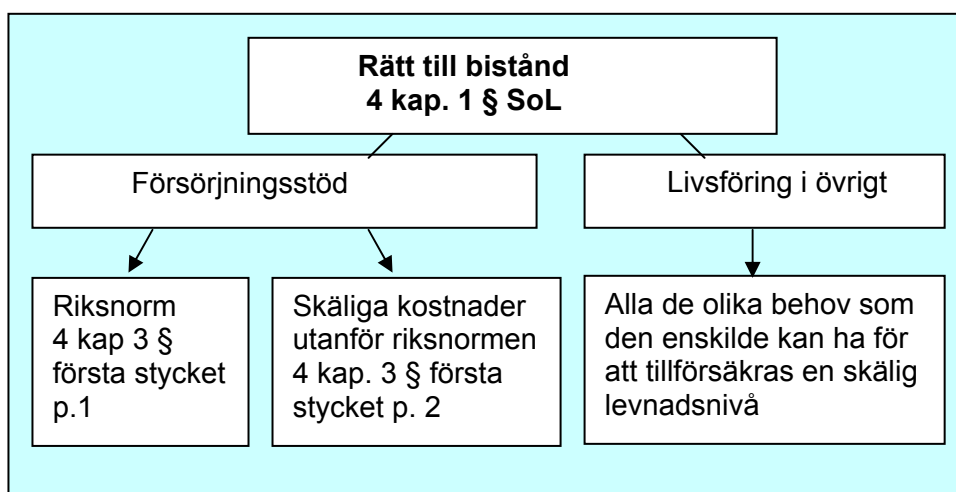 Rätt till bistånd
4 kap. 1 § SoL
Försörjningsstöd
Livsföring i övrigt
Riksnorm
4 kap 3 §
första stycket
p.1
Skäliga kostnader
utanför riksnormen
4 kap. 3 § första
stycket p. 2
Alla de olika behov som
den enskilde kan ha för
att tillförsäkras en skälig
levnadsnivå